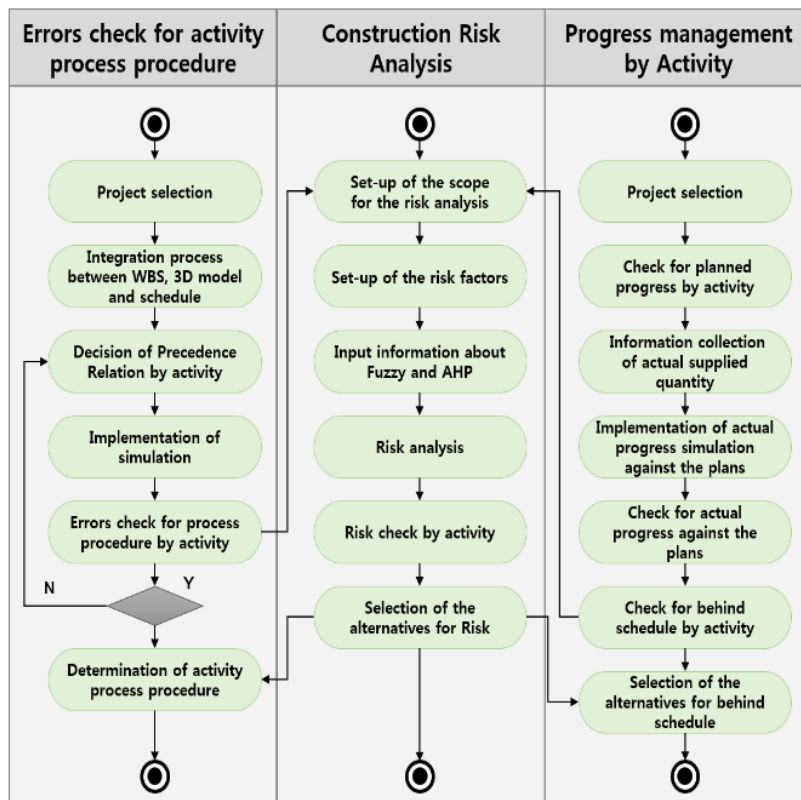 Errors check for activity
process procedure
Construction Risk
Analysis
Progress management
by Activity
Project selection
Integration process
between WBS, 3D model
and schedule
Decision of Precedence
Relation by activity
Implementation of
simulation
Errors check for process
procedure by activity
N
Y
Determination of activity
process procedure
Set-up of the scope
for the risk analysis
Set-up of the risk factors
Input information about
Fuzzy and AHP
Risk analysis
Risk check by activity
Selection of the
alternatives for Risk
Project selection
Check for planned
progress by activity
Information collection
of actual supplied
quantity
Implementation of actual
progress simulation
against the plans
Check for actual
progress against the
plans
Check for behind
schedule by activity
Selection of the
alternatives for behind
schedule